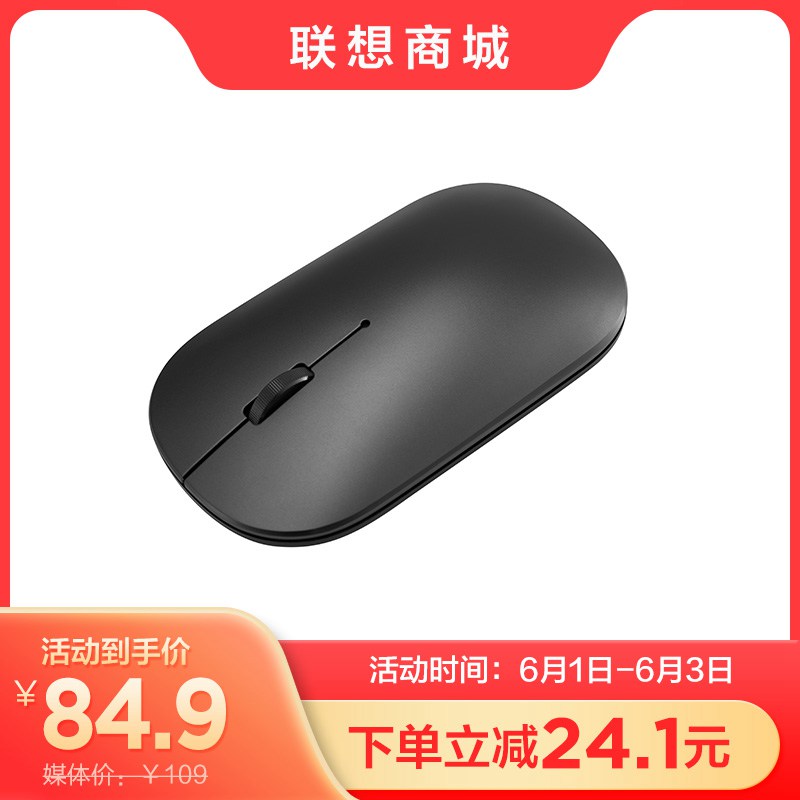 联想商城
活动到手价
¥84.9
媒体价：¥109
活动时间：6月1日-6月3日
下单立减24.1元